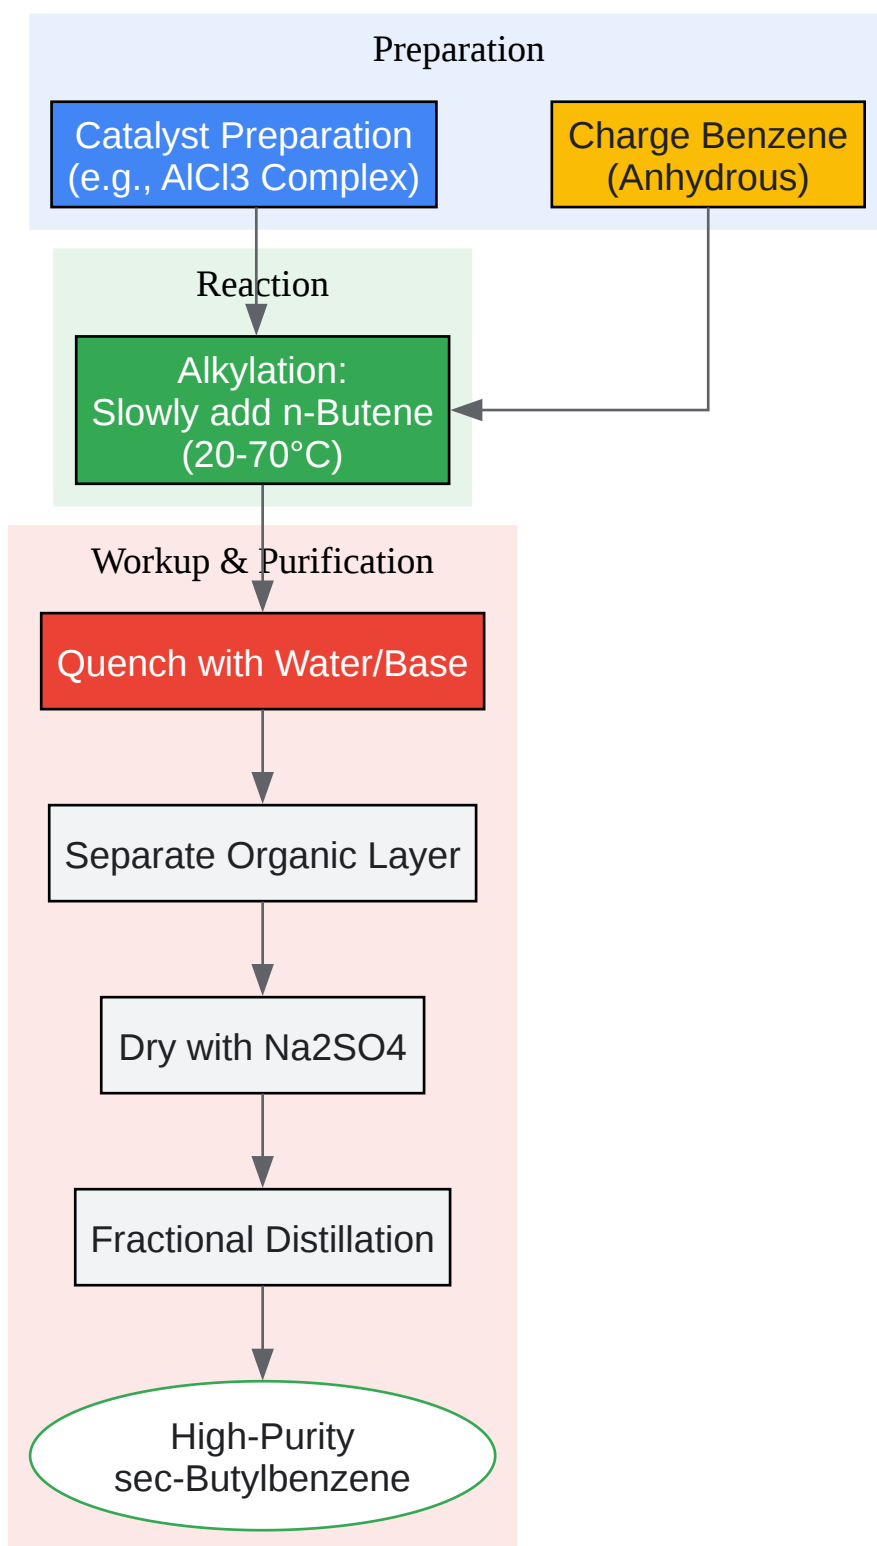 Preparation
Catalyst Preparation
(e.g., AlCl3 Complex)
Charge Benzene
(Anhydrous)
Reaction
Alkylation:
Slowly add n-Butene
(20-70°C)
Workup & Purification
Quench with Water/Base
Separate Organic Layer
Dry with Na2SO4
Fractional Distillation
High-Purity
sec-Butylbenzene